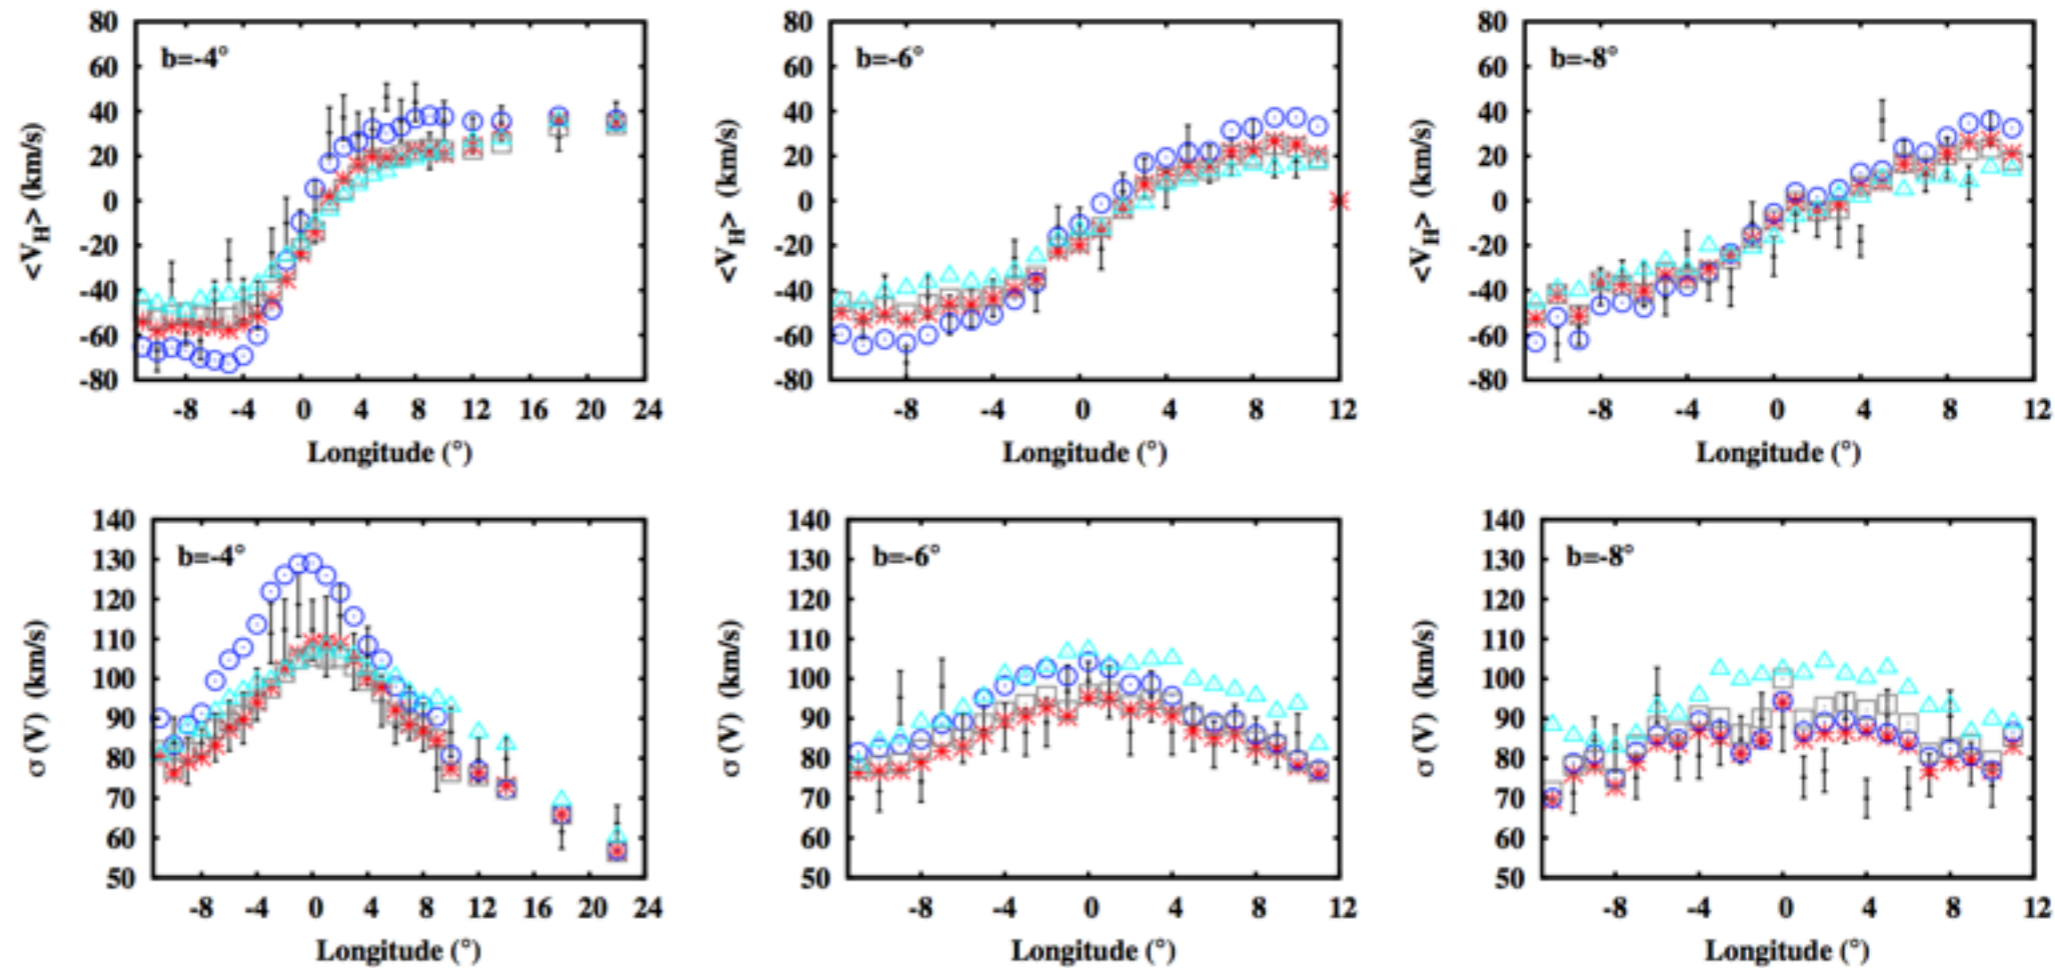 80 60 40 20 0 -20 -40 -60 -80
<V_H> (km/s)
b=-4°
-8 -4 0 4 8 12 16 20 24
Longitude (°)
80 60 40 20 0 -20 -40 -60 -80
<V_H> (km/s)
b=-6°
-8 -4 0 4 8 12
Longitude (°)
80 60 40 20 0 -20 -40 -60 -80
<V_H> (km/s)
b=-8°
-8 -4 0 4 8 12
Longitude (°)
140 130 120 110 100 90 80 70 60 50
σ (V) (km/s)
b=-4°
-8 -4 0 4 8 12 16 20 24
Longitude (°)
140 130 120 110 100 90 80 70 60 50
σ (V) (km/s)
b=-6°
-8 -4 0 4 8 12
Longitude (°)
140 130 120 110 100 90 80 70 60 50
σ (V) (km/s)
b=-8°
-8 -4 0 4 8 12
Longitude (°)